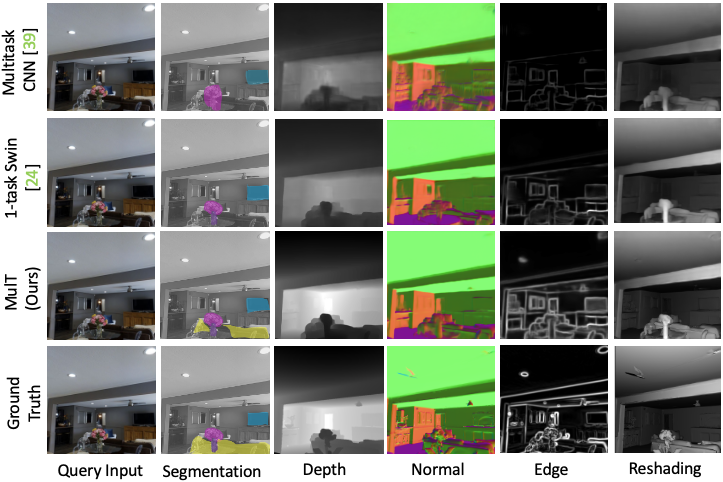 Multitask
CNN [39]
1-task Swin
[24]
MulT
(Ours)
Ground
Truth
Query Input Segmentation Depth Normal Edge Reshading